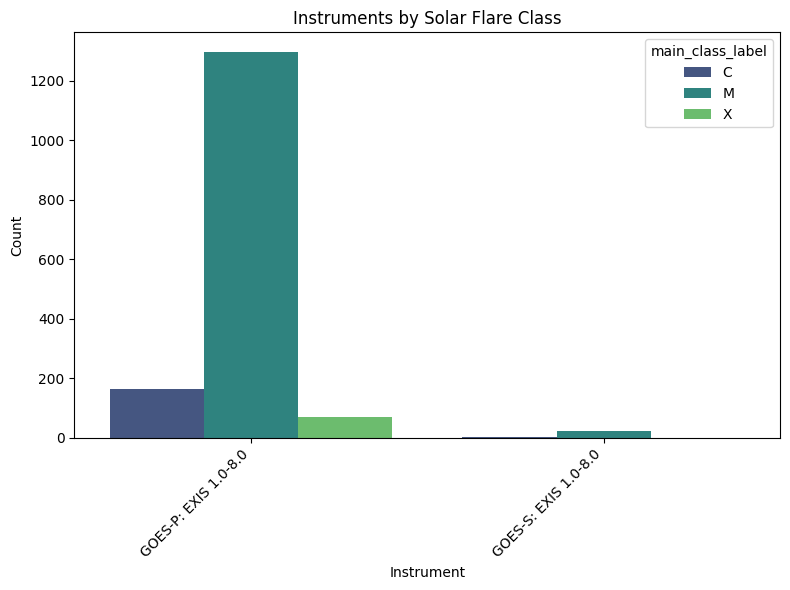 Instruments by Solar Flare Class
main_class_label
C
M
X
Count
1200
1000
800
600
400
200
0
GOES-P: EXIS 1.0-8.0
GOES-S: EXIS 1.0-8.0
Instrument